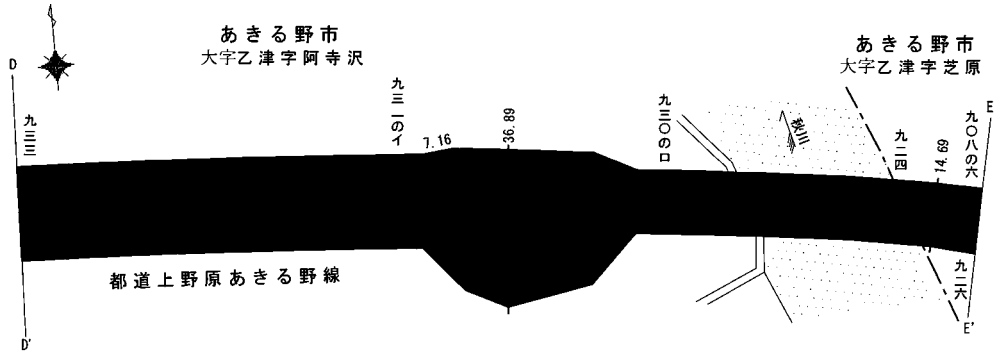 あきる野市
大字乙津字阿寺沢
あきる野市
大字乙津字芝原
D
E
九三三
九三一のイ
7.16
36.89
九三〇のロ
秋川
九二四
14.69
九〇八の六
都道上野原あきる野線
九二六
D'
E'